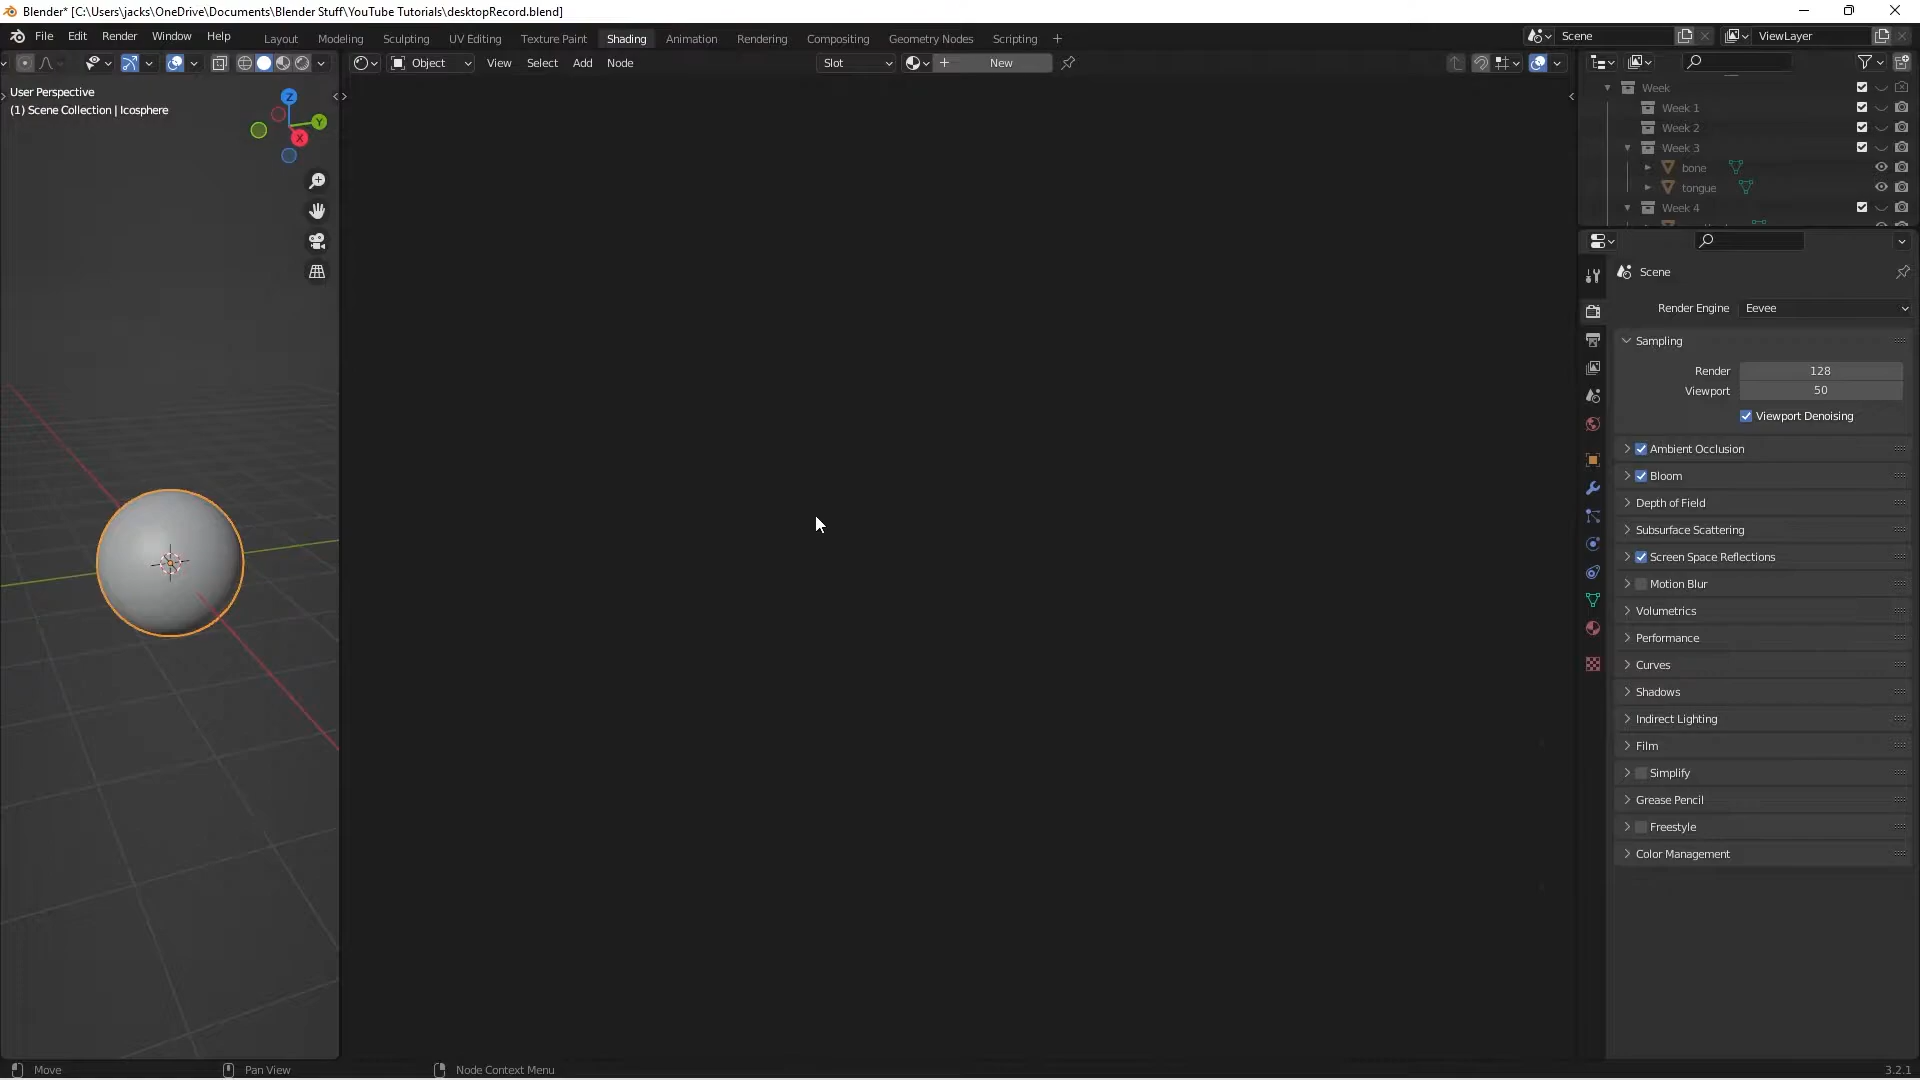 Blender* [C:\Users\jacks\OneDrive\Documents\Blender Stuff\YouTube Tutorials\desktopRecord.blend]
File Edit Render Window Help Layout Modeling Sculpting UV Editing Texture Paint Shading Animation Rendering Compositing Geometry Nodes Scripting + Scene ViewLayer
Object View Select Add Node Slot New
User Perspective
(1) Scene Collection | Icosphere
Z
Y
X
Week
Week 1
Week 2
Week 3
bone
tongue
Week 4
Scene
Render Engine Eevee
Sampling
Render 128
Viewport 50
Viewport Denoising
Ambient Occlusion
Bloom
Depth of Field
Subsurface Scattering
Screen Space Reflections
Motion Blur
Volumetrics
Performance
Curves
Shadows
Indirect Lighting
Film
Simplify
Grease Pencil
Freestyle
Color Management
Move Pan View Node Context Menu 3.2.1